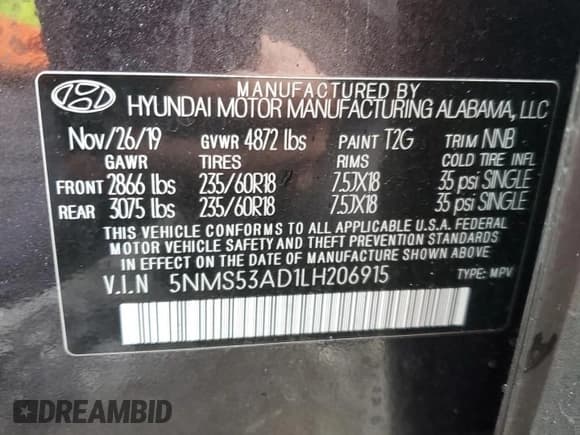 MANUFACTURED BY
HYUNDAI MOTOR MANUFACTURING ALABAMA, LLC
Nov/26/19 GVWR 4872 lbs PAINT T2G TRIM NNB
GAWR TIRES RIMS COLD TIRE INFL
FRONT 2866 lbs 235/60R18 7.5JX18 35 psi SINGLE
REAR 3075 lbs 235/60R18 7.5JX18 35 psi SINGLE
THIS VEHICLE CONFORMS TO ALL APPLICABLE U.S.A. FEDERAL
MOTOR VEHICLE SAFETY AND BUMPER AND THEFT PREVENTION STANDARDS
IN EFFECT ON THE DATE OF MANUFACTURE SHOWN ABOVE
V.I.N 5NMS53AD1LH206915 TYPE: MPV
DREAMBID